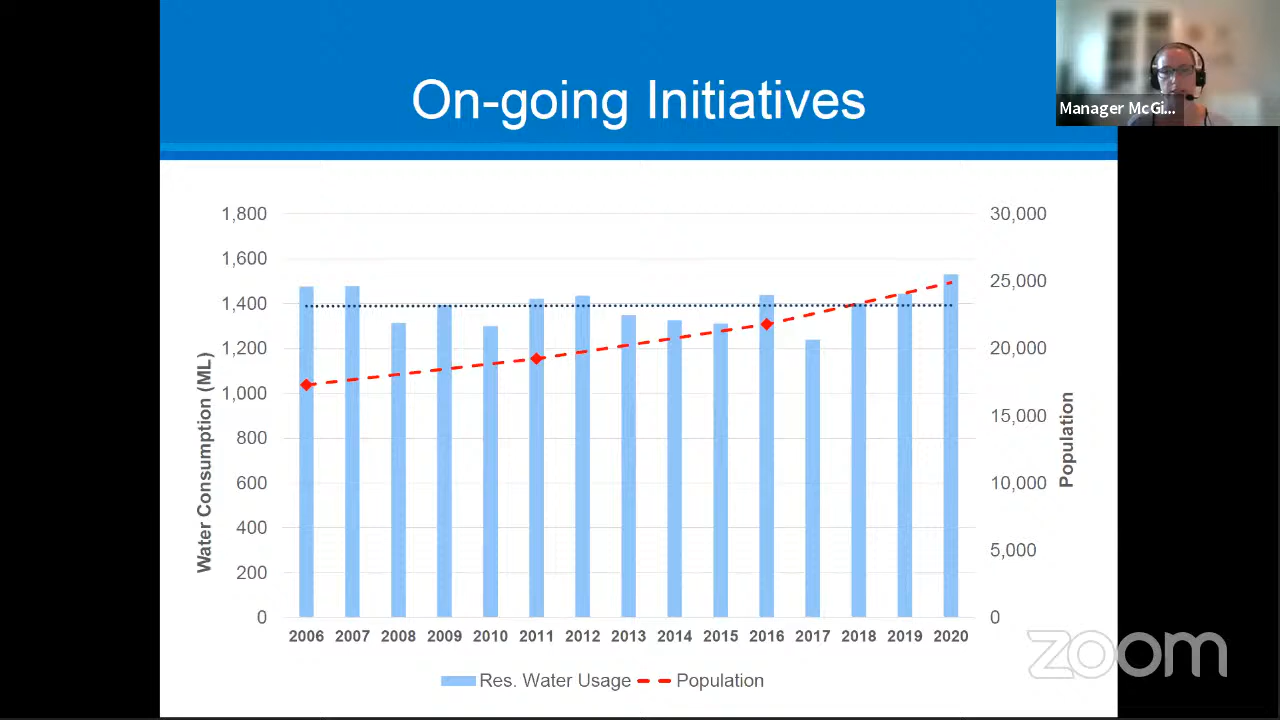 On-going Initiatives
Manager McGi...
1,800
1,600
1,400
1,200
1,000
800
600
400
200
0
Water Consumption (ML)
30,000
25,000
20,000
15,000
10,000
5,000
0
Population
2006 2007 2008 2009 2010 2011 2012 2013 2014 2015 2016 2017 2018 2019 2020
Res. Water Usage Population
zoom